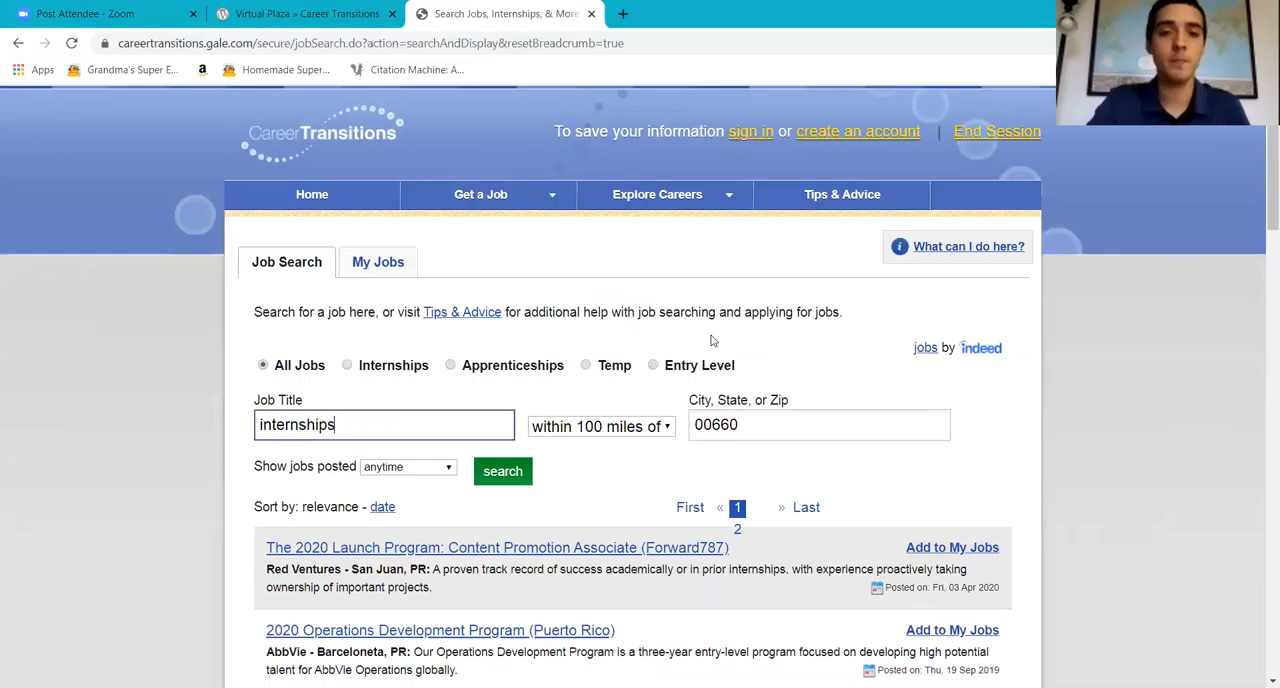 Post Attendee - Zoom
Virtual Plaza » Career Transitions
Search Jobs, Internships, & More
careertransitions.gale.com/secure/jobSearch.do?action=searchAndDisplay&resetBreadcrumb=true
Apps Grandma's Super E... a Homemade Super... Citation Machine: A...
CareerTransitions
To save your information sign in or create an account | End Session
Home Get a Job Explore Careers Tips & Advice
What can I do here?
Job Search My Jobs
Search for a job here, or visit Tips & Advice for additional help with job searching and applying for jobs.
jobs by indeed
All Jobs Internships Apprenticeships Temp Entry Level
Job Title City, State, or Zip
internships within 100 miles of 00660
Show jobs posted anytime search
Sort by: relevance - date First « 1 » Last
2
The 2020 Launch Program: Content Promotion Associate (Forward787) Add to My Jobs
Red Ventures - San Juan, PR: A proven track record of success academically or in prior internships, with experience proactively taking
ownership of important projects. Posted on: Fri, 03 Apr 2020
2020 Operations Development Program (Puerto Rico) Add to My Jobs
AbbVie - Barceloneta, PR: Our Operations Development Program is a three-year entry-level program focused on developing high potential
talent for AbbVie Operations globally. Posted on: Thu, 19 Sep 2019